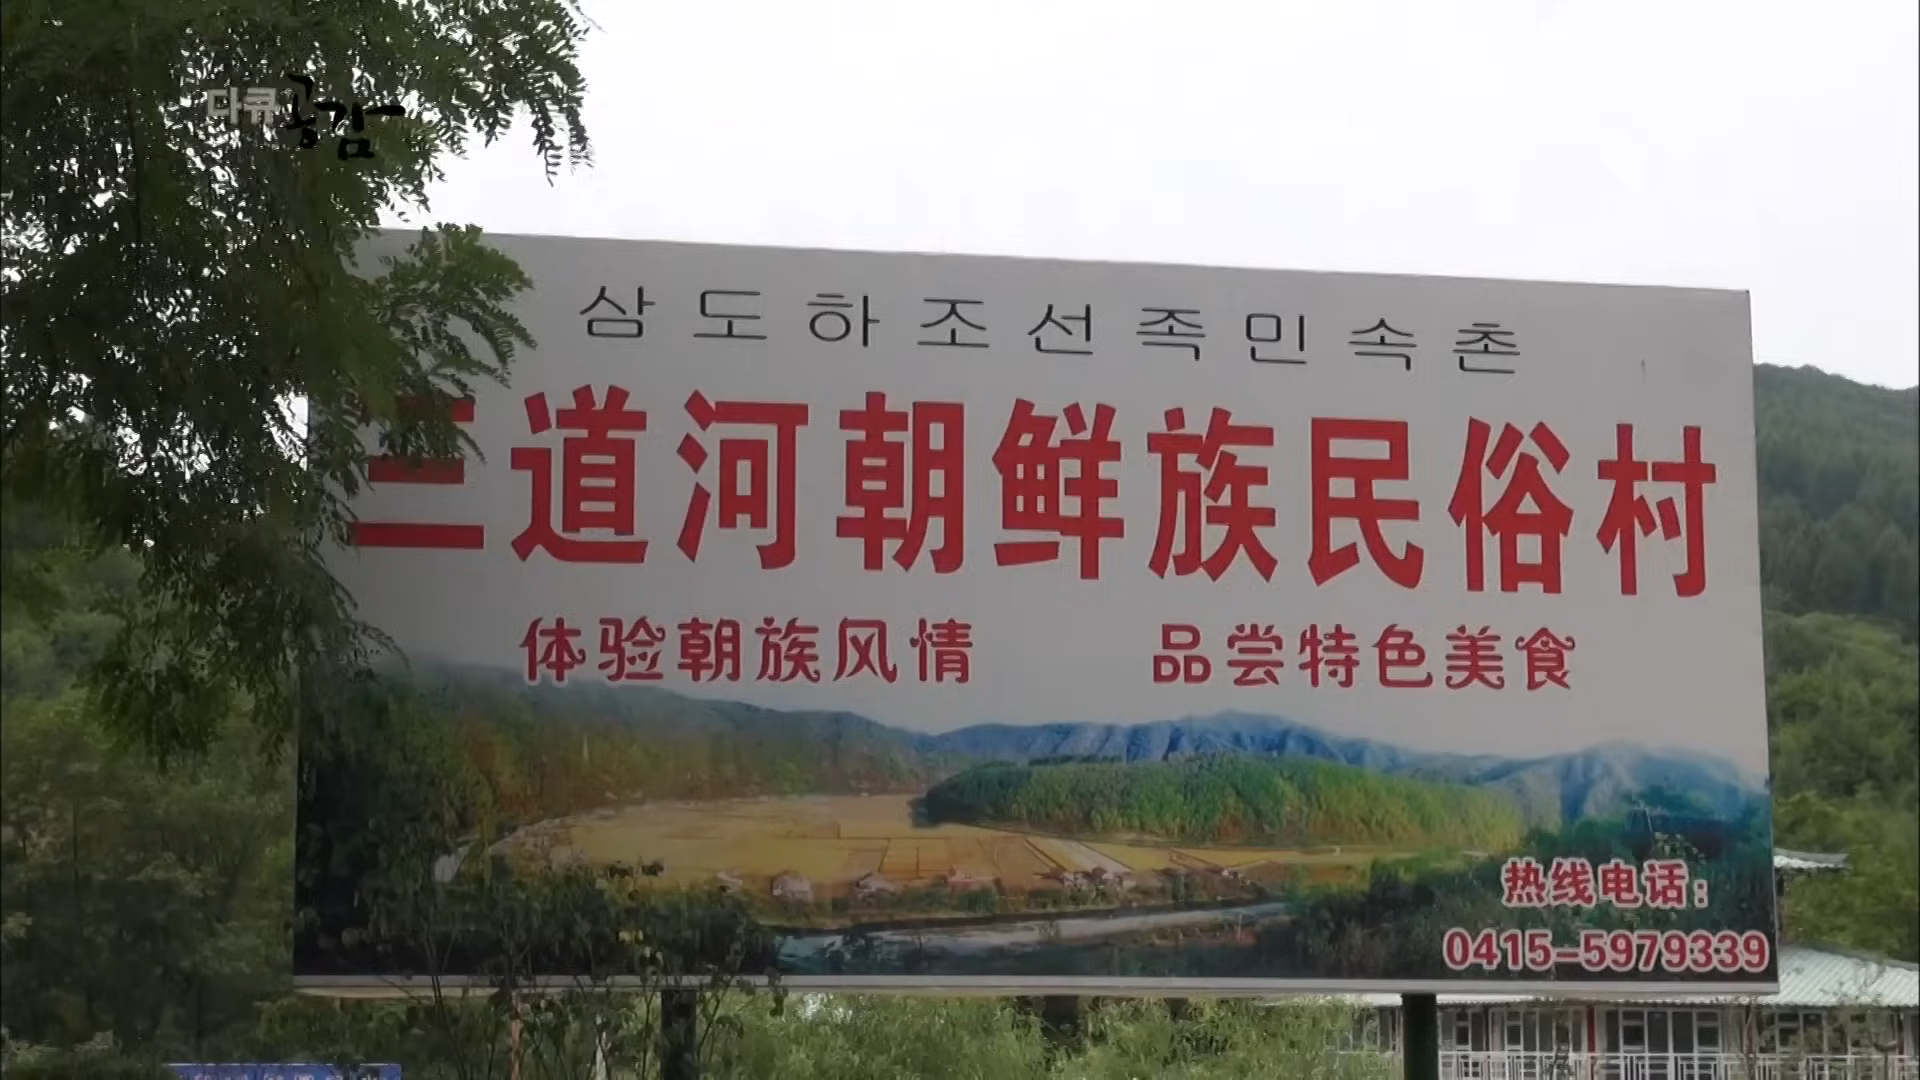 다큐 공감
삼도하조선족민속촌
三道河朝鲜族民俗村
体验朝族风情 品尝特色美食
热线电话:
0415-5979339